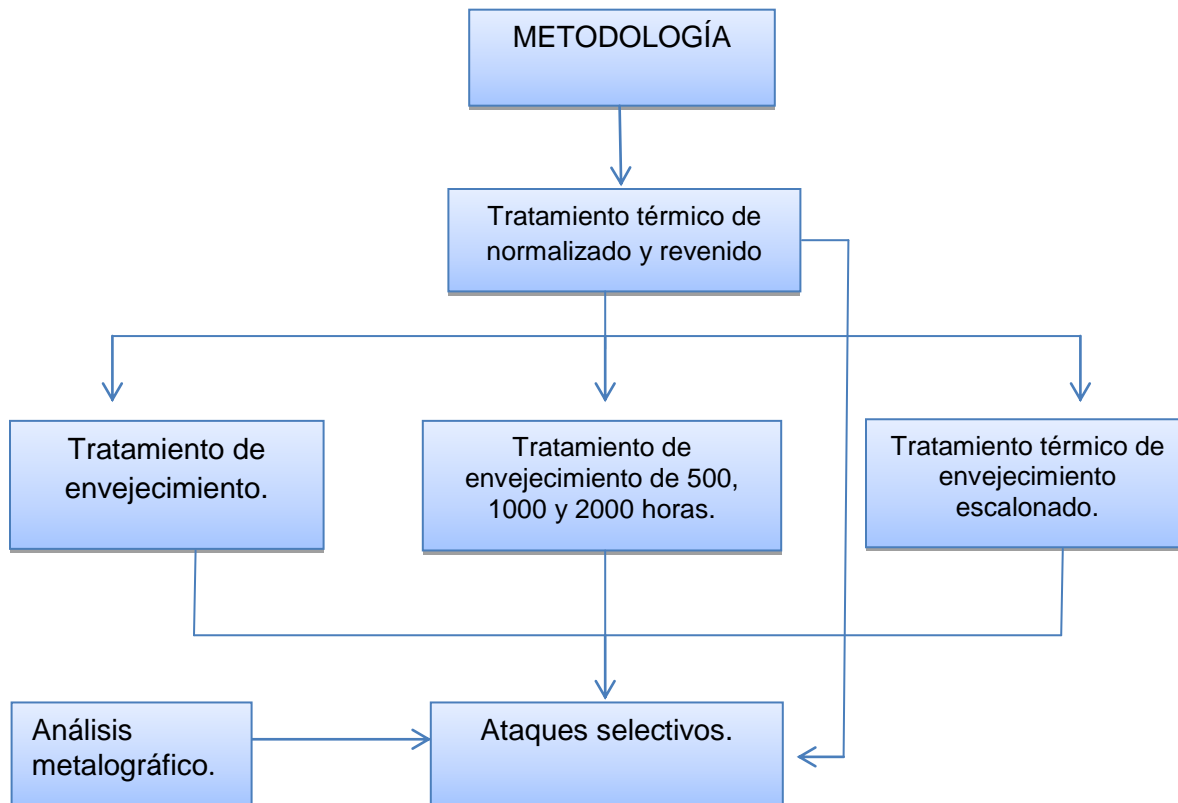 METODOLOGÍA
Tratamiento térmico de
normalizado y revenido
Tratamiento de
envejecimiento.
Tratamiento de
envejecimiento de 500,
1000 y 2000 horas.
Tratamiento térmico de
envejecimiento
escalonado.
Análisis
metalográfico.
Ataques selectivos.